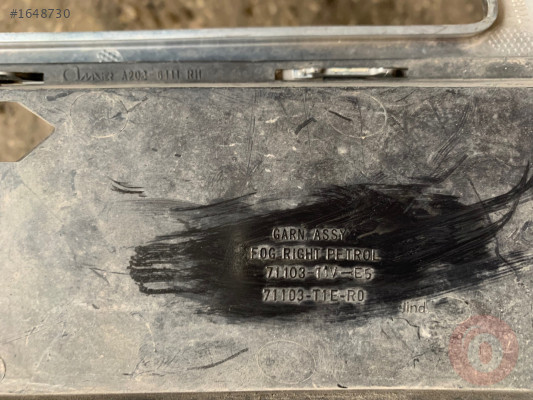 #1648730
GARN ASSY
FOG RIGHT PETROL
71103-T1V-E5
71103-T1E-R0